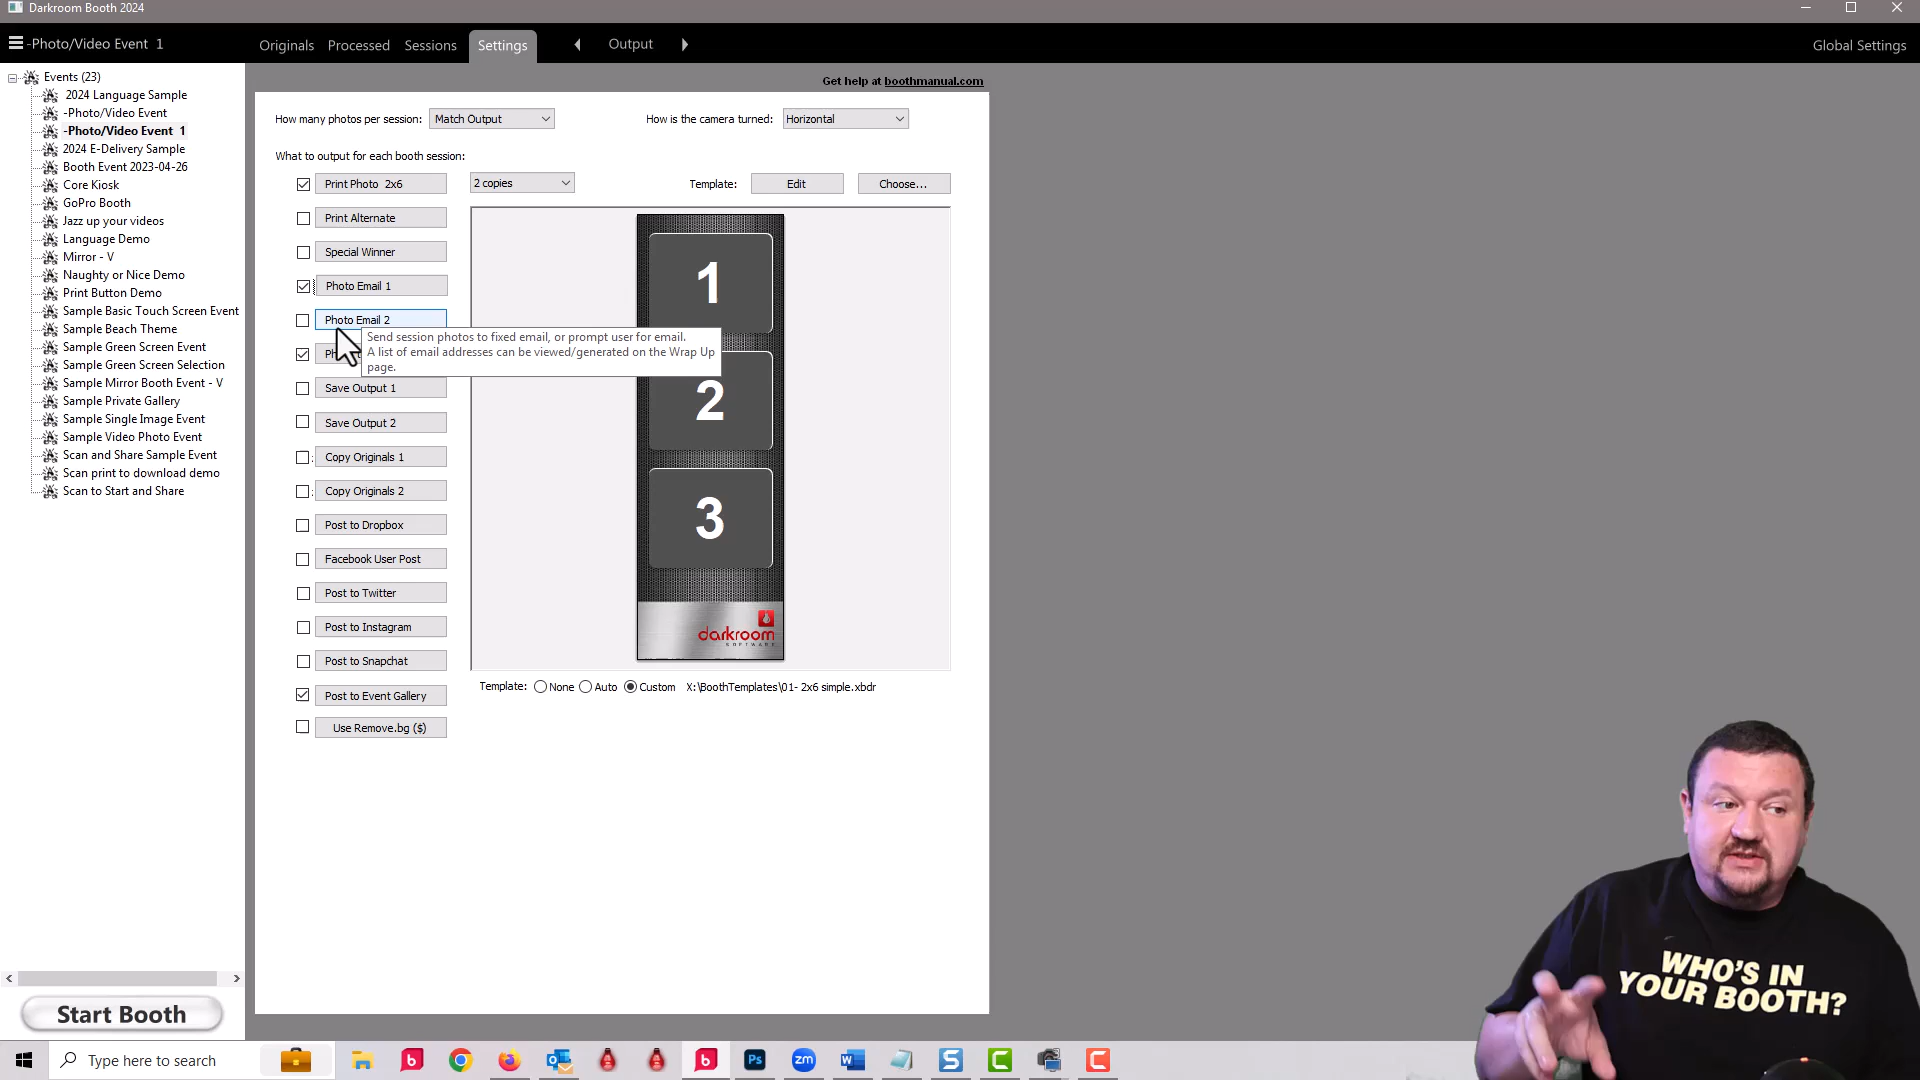 Darkroom Booth 2024
-Photo/Video Event 1
Originals
Processed
Sessions
Settings
Output
Global Settings
Get help at boothmanual.com
Events (23)
2024 Language Sample
-Photo/Video Event
-Photo/Video Event 1
2024 E-Delivery Sample
Booth Event 2023-04-26
Core Kiosk
GoPro Booth
Jazz up your videos
Language Demo
Mirror - V
Naughty or Nice Demo
Print Button Demo
Sample Basic Touch Screen Event
Sample Beach Theme
Sample Green Screen Event
Sample Green Screen Selection
Sample Mirror Booth Event - V
Sample Private Gallery
Sample Single Image Event
Sample Video Photo Event
Scan and Share Sample Event
Scan print to download demo
Scan to Start and Share
Start Booth
How many photos per session: Match Output
How is the camera turned: Horizontal
What to output for each booth session:
Print Photo 2x6
2 copies
Template: Edit Choose...
Print Alternate
Special Winner
Photo Email 1
Photo Email 2
Send session photos to fixed email, or prompt user for email.
A list of email addresses can be viewed/generated on the Wrap Up
page.
Save Output 1
Save Output 2
Copy Originals 1
Copy Originals 2
Post to Dropbox
Facebook User Post
Post to Twitter
Post to Instagram
Post to Snapchat
Post to Event Gallery
Use Remove.bg ($)
1
2
3
darkroom
SOFTWARE
Template: None Auto Custom X:\BoothTemplates\01- 2x6 simple.xbdr
WHO'S IN
YOUR BOOTH?
Type here to search
b
b
Ps
zm
W
S
C
C